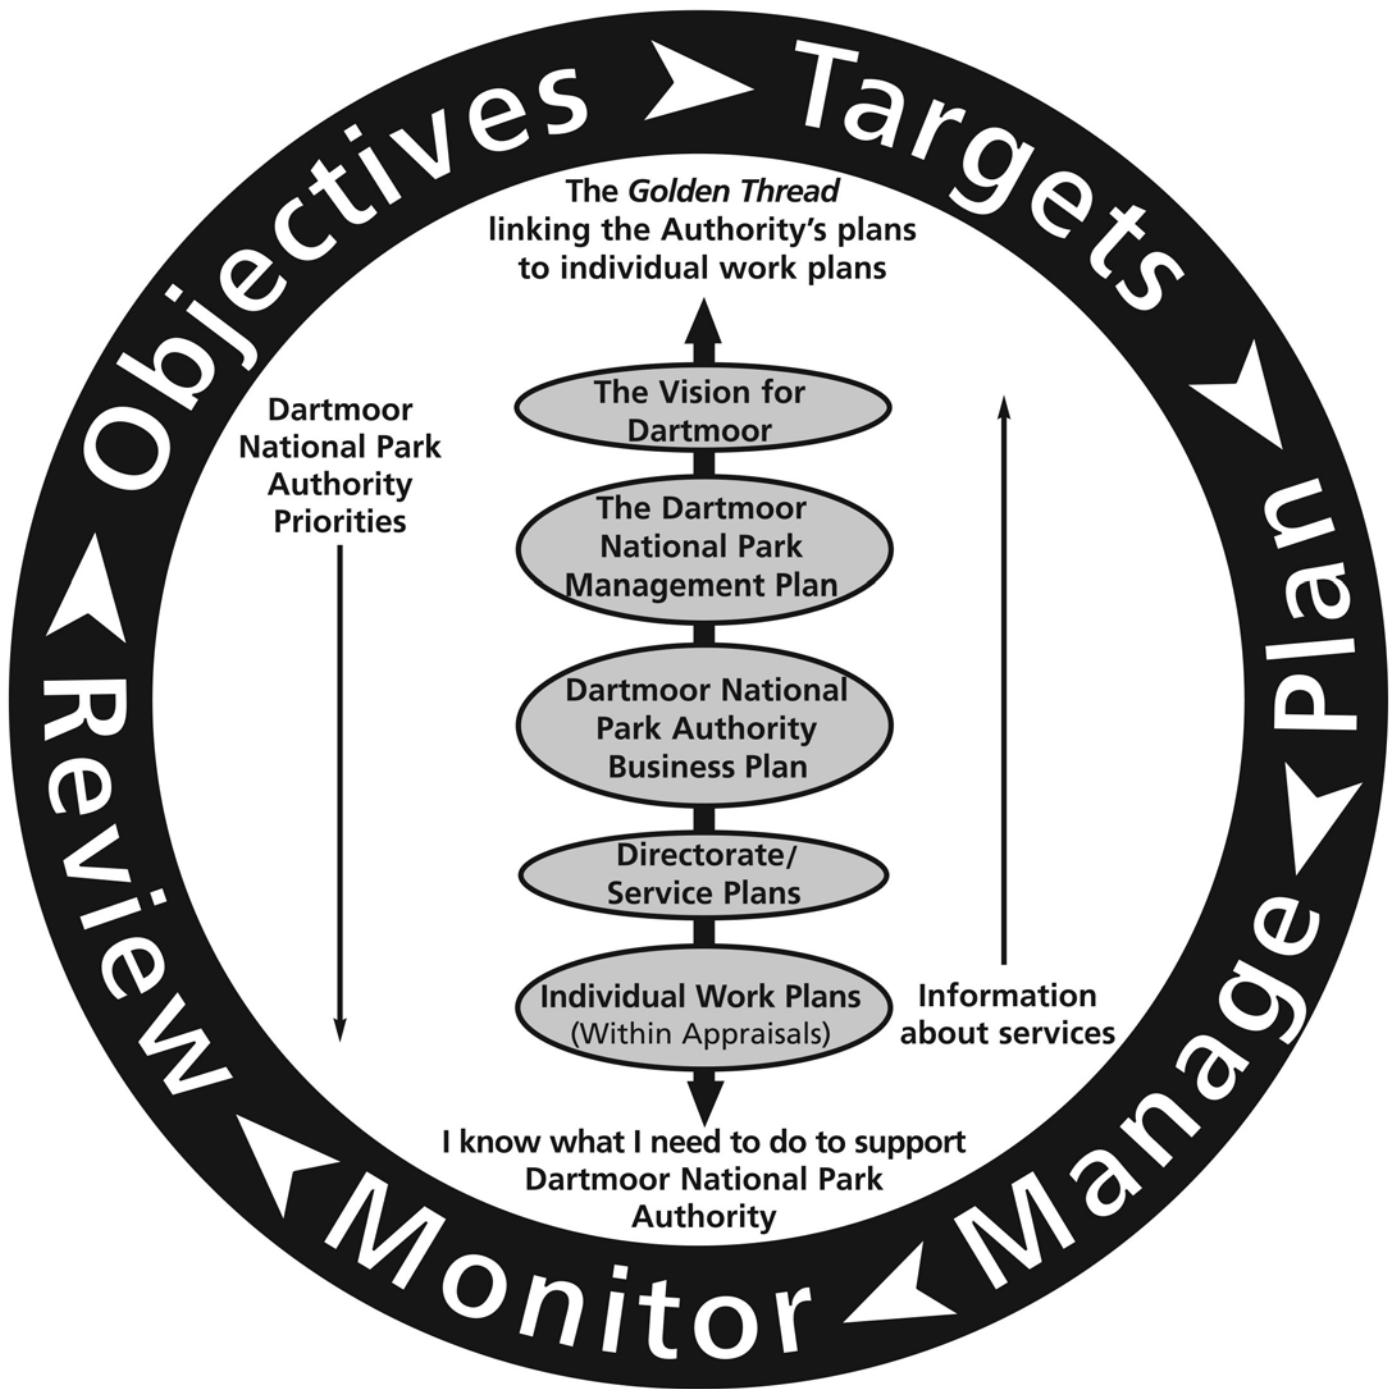 Objectives
Targets
Plan
Manage
Monitor
Review
The Golden Thread
linking the Authority’s plans
to individual work plans
Dartmoor
National Park
Authority
Priorities
The Vision for
Dartmoor
The Dartmoor
National Park
Management Plan
Dartmoor National
Park Authority
Business Plan
Directorate/
Service Plans
Individual Work Plans
(Within Appraisals)
Information
about services
I know what I need to do to support
Dartmoor National Park
Authority